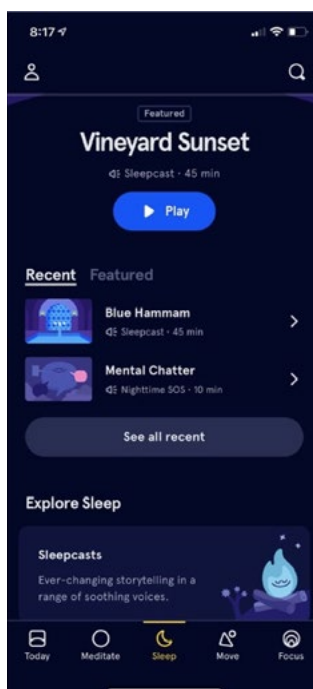 8:17
Featured
Vineyard Sunset
Sleepcast · 45 min
Play
Recent Featured
Blue Hammam
Sleepcast · 45 min
Mental Chatter
Nighttime SOS · 10 min
See all recent
Explore Sleep
Sleepcasts
Ever-changing storytelling in a
range of soothing voices.
Today Meditate Sleep Move Focus